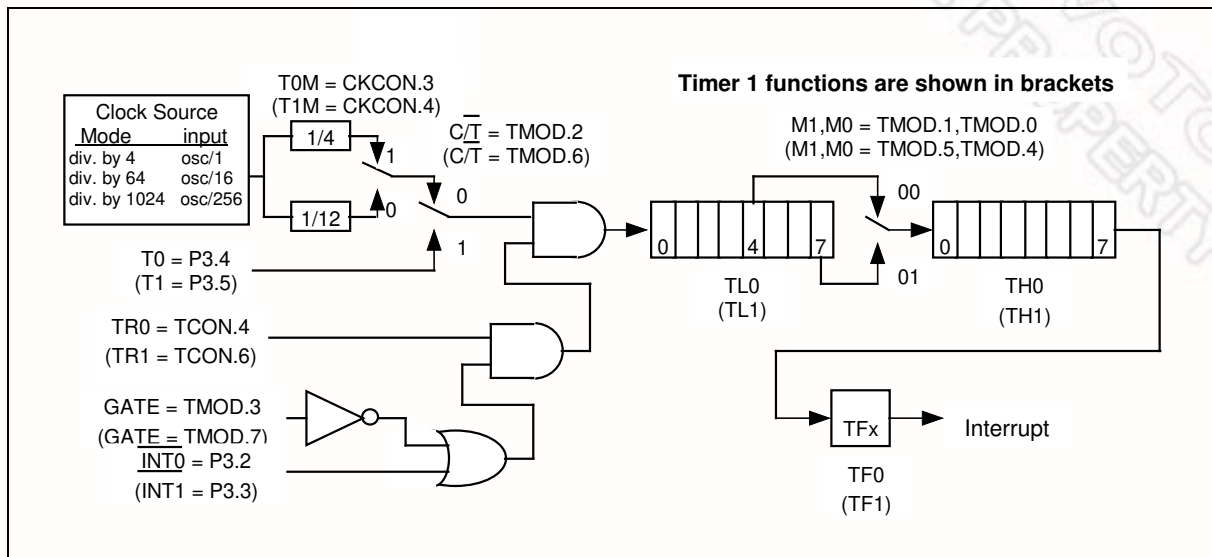 NUVOTON PROPERTY
Timer 1 functions are shown in brackets
T0M = CKCON.3
(T1M = CKCON.4)
Clock Source
Mode input
div. by 4 osc/1
div. by 64 osc/16
div. by 1024 osc/256
1/4
1
1/12
0
C/T = TMOD.2
(C/T = TMOD.6)
0
1
M1,M0 = TMOD.1,TMOD.0
(M1,M0 = TMOD.5,TMOD.4)
00
01
0 4 7
TL0
(TL1)
0 7
TH0
(TH1)
T0 = P3.4
(T1 = P3.5)
TR0 = TCON.4
(TR1 = TCON.6)
GATE = TMOD.3
(GATE = TMOD.7)
INT0 = P3.2
(INT1 = P3.3)
TFx
Interrupt
TF0
(TF1)